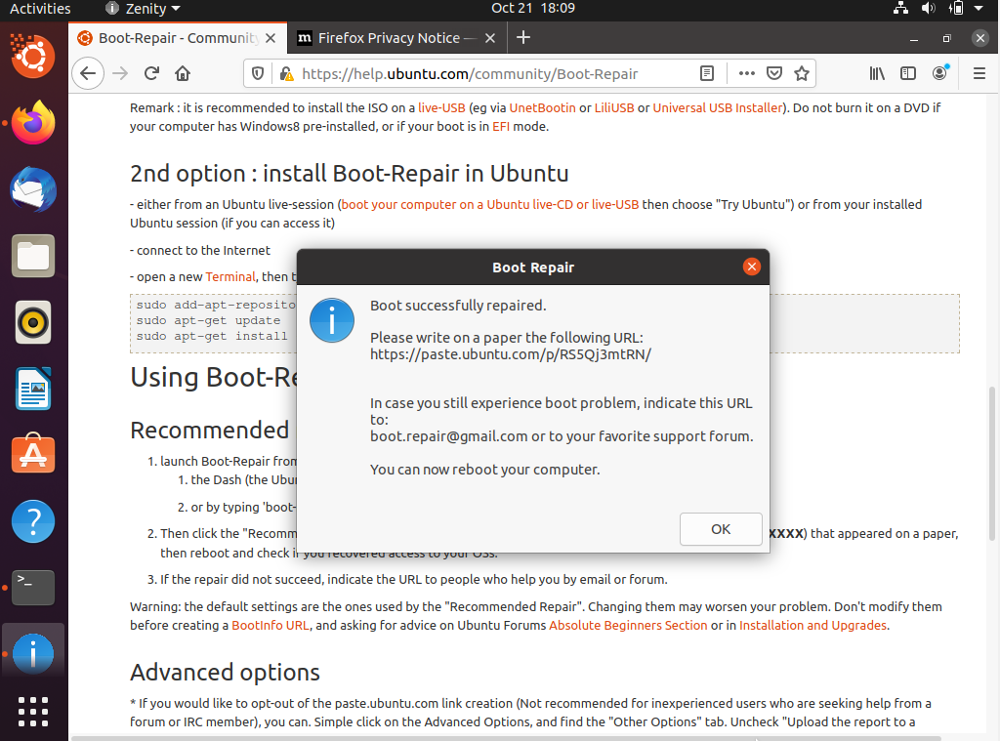 Activities
Zenity
Oct 21 18:09
Boot-Repair - Community
Firefox Privacy Notice —
https://help.ubuntu.com/community/Boot-Repair
Remark : it is recommended to install the ISO on a live-USB (eg via UnetBootin or LiliUSB or Universal USB Installer). Do not burn it on a DVD if
your computer has Windows8 pre-installed, or if your boot is in EFI mode.
2nd option : install Boot-Repair in Ubuntu
- either from an Ubuntu live-session (boot your computer on a Ubuntu live-CD or live-USB then choose "Try Ubuntu") or from your installed
Ubuntu session (if you can access it)
- connect to the Internet
- open a new Terminal, then t
sudo add-apt-reposito
sudo apt-get update
sudo apt-get install
Using Boot-Re
Recommended
1. launch Boot-Repair from
1. the Dash (the Ubun
2. or by typing 'boot-
2. Then click the "Recomm
XXXX) that appeared on a paper,
then reboot and check if you recovered access to your OSs.
3. If the repair did not succeed, indicate the URL to people who help you by email or forum.
Warning: the default settings are the ones used by the "Recommended Repair". Changing them may worsen your problem. Don't modify them
before creating a BootInfo URL, and asking for advice on Ubuntu Forums Absolute Beginners Section or in Installation and Upgrades.
Advanced options
* If you would like to opt-out of the paste.ubuntu.com link creation (Not recommended for inexperienced users who are seeking help from a
forum or IRC member), you can. Simple click on the Advanced Options, and find the "Other Options" tab. Uncheck "Upload the report to a
Boot Repair
Boot successfully repaired.
Please write on a paper the following URL:
https://paste.ubuntu.com/p/RS5Qj3mtRN/
In case you still experience boot problem, indicate this URL
to:
boot.repair@gmail.com or to your favorite support forum.
You can now reboot your computer.
OK